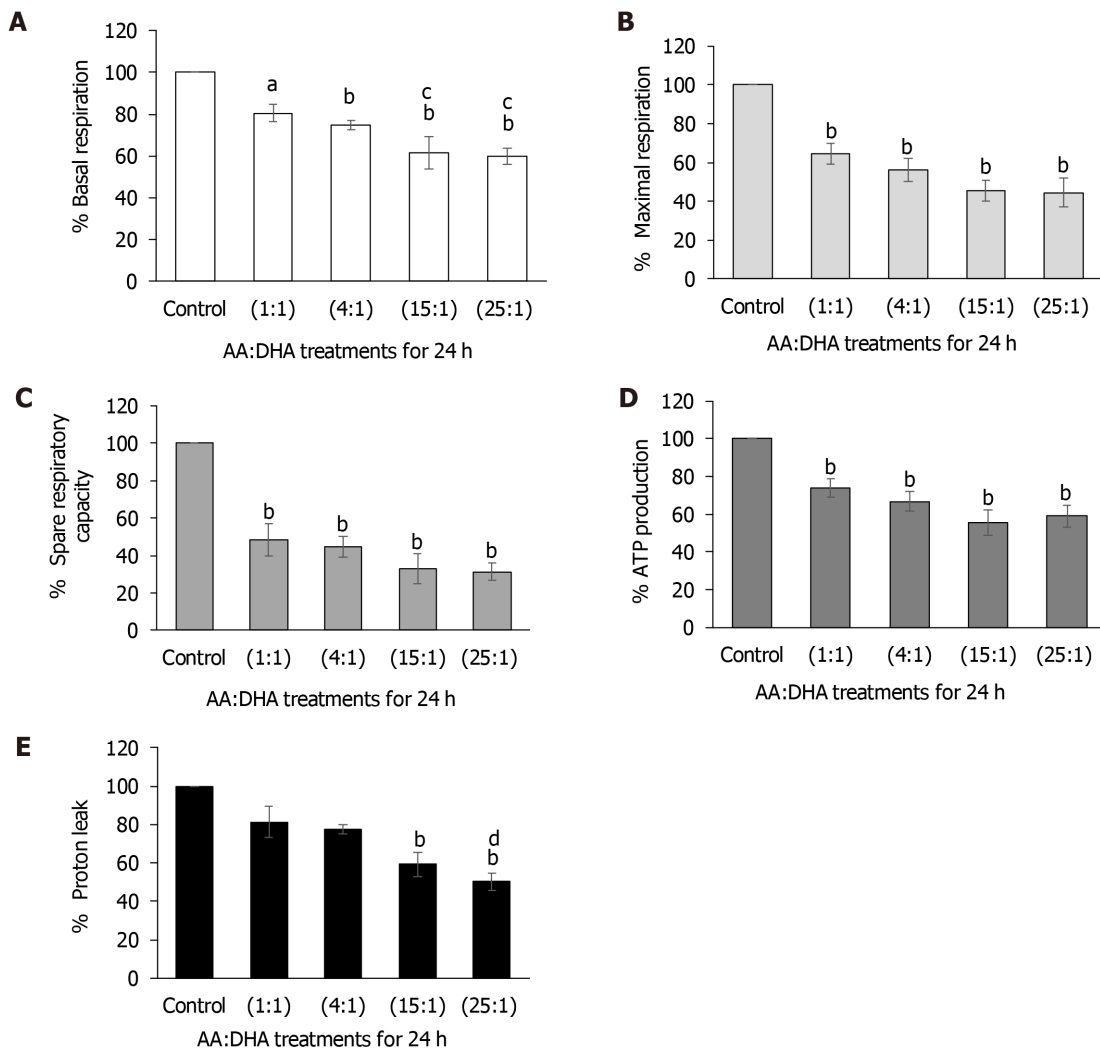 A
% Basal respiration
120
100
80
60
40
20
0
a
b
c
b
c
b
Control (1:1) (4:1) (15:1) (25:1)
AA:DHA treatments for 24 h
B
% Maximal respiration
120
100
80
60
40
20
0
b
b
b
b
Control (1:1) (4:1) (15:1) (25:1)
AA:DHA treatments for 24 h
C
% Spare respiratory
capacity
120
100
80
60
40
20
0
b
b
b
b
Control (1:1) (4:1) (15:1) (25:1)
AA:DHA treatments for 24 h
D
% ATP production
120
100
80
60
40
20
0
b
b
b
b
Control (1:1) (4:1) (15:1) (25:1)
AA:DHA treatments for 24 h
E
% Proton leak
120
100
80
60
40
20
0
b
d
b
Control (1:1) (4:1) (15:1) (25:1)
AA:DHA treatments for 24 h